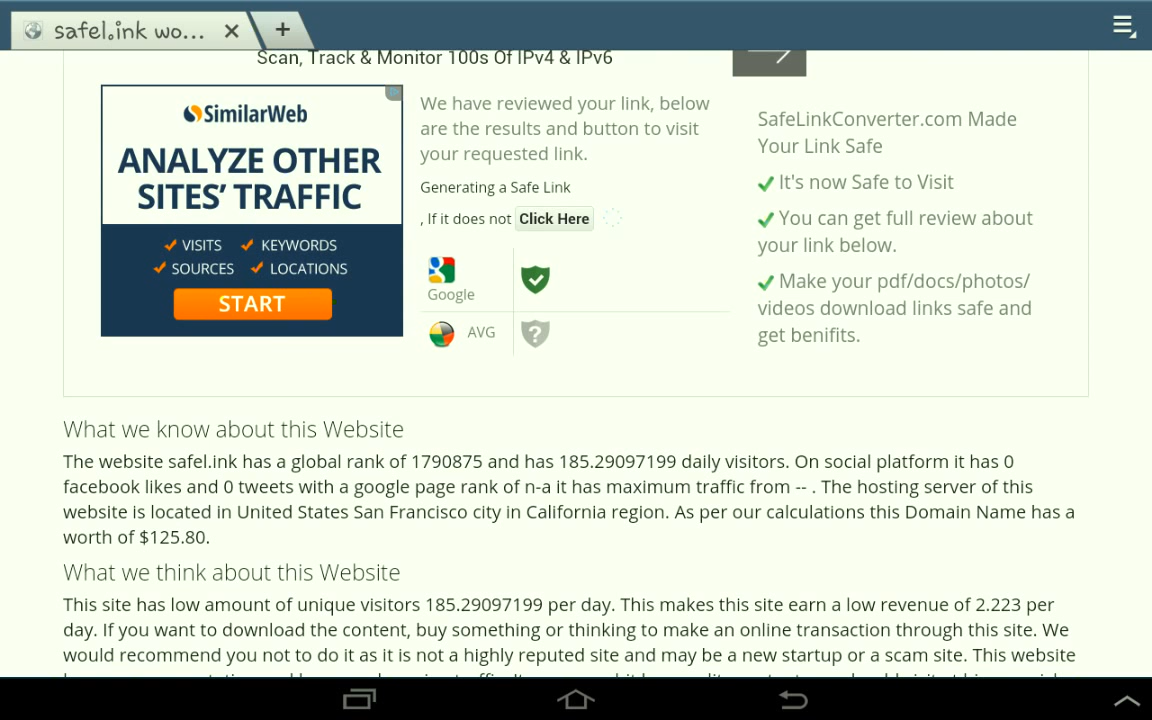 safel.ink wo...
Scan, Track & Monitor 100s Of IPv4 & IPv6
SimilarWeb
ANALYZE OTHER
SITES' TRAFFIC
VISITS KEYWORDS
SOURCES LOCATIONS
START
We have reviewed your link, below
are the results and button to visit
your requested link.
Generating a Safe Link
, If it does not Click Here
Google
AVG
SafeLinkConverter.com Made
Your Link Safe
It's now Safe to Visit
You can get full review about
your link below.
Make your pdf/docs/photos/
videos download links safe and
get benifits.
What we know about this Website
The website safel.ink has a global rank of 1790875 and has 185.29097199 daily visitors. On social platform it has 0
facebook likes and 0 tweets with a google page rank of n-a it has maximum traffic from -- . The hosting server of this
website is located in United States San Francisco city in California region. As per our calculations this Domain Name has a
worth of $125.80.
What we think about this Website
This site has low amount of unique visitors 185.29097199 per day. This makes this site earn a low revenue of 2.223 per
day. If you want to download the content, buy something or thinking to make an online transaction through this site. We
would recommend you not to do it as it is not a highly reputed site and may be a new startup or a scam site. This website